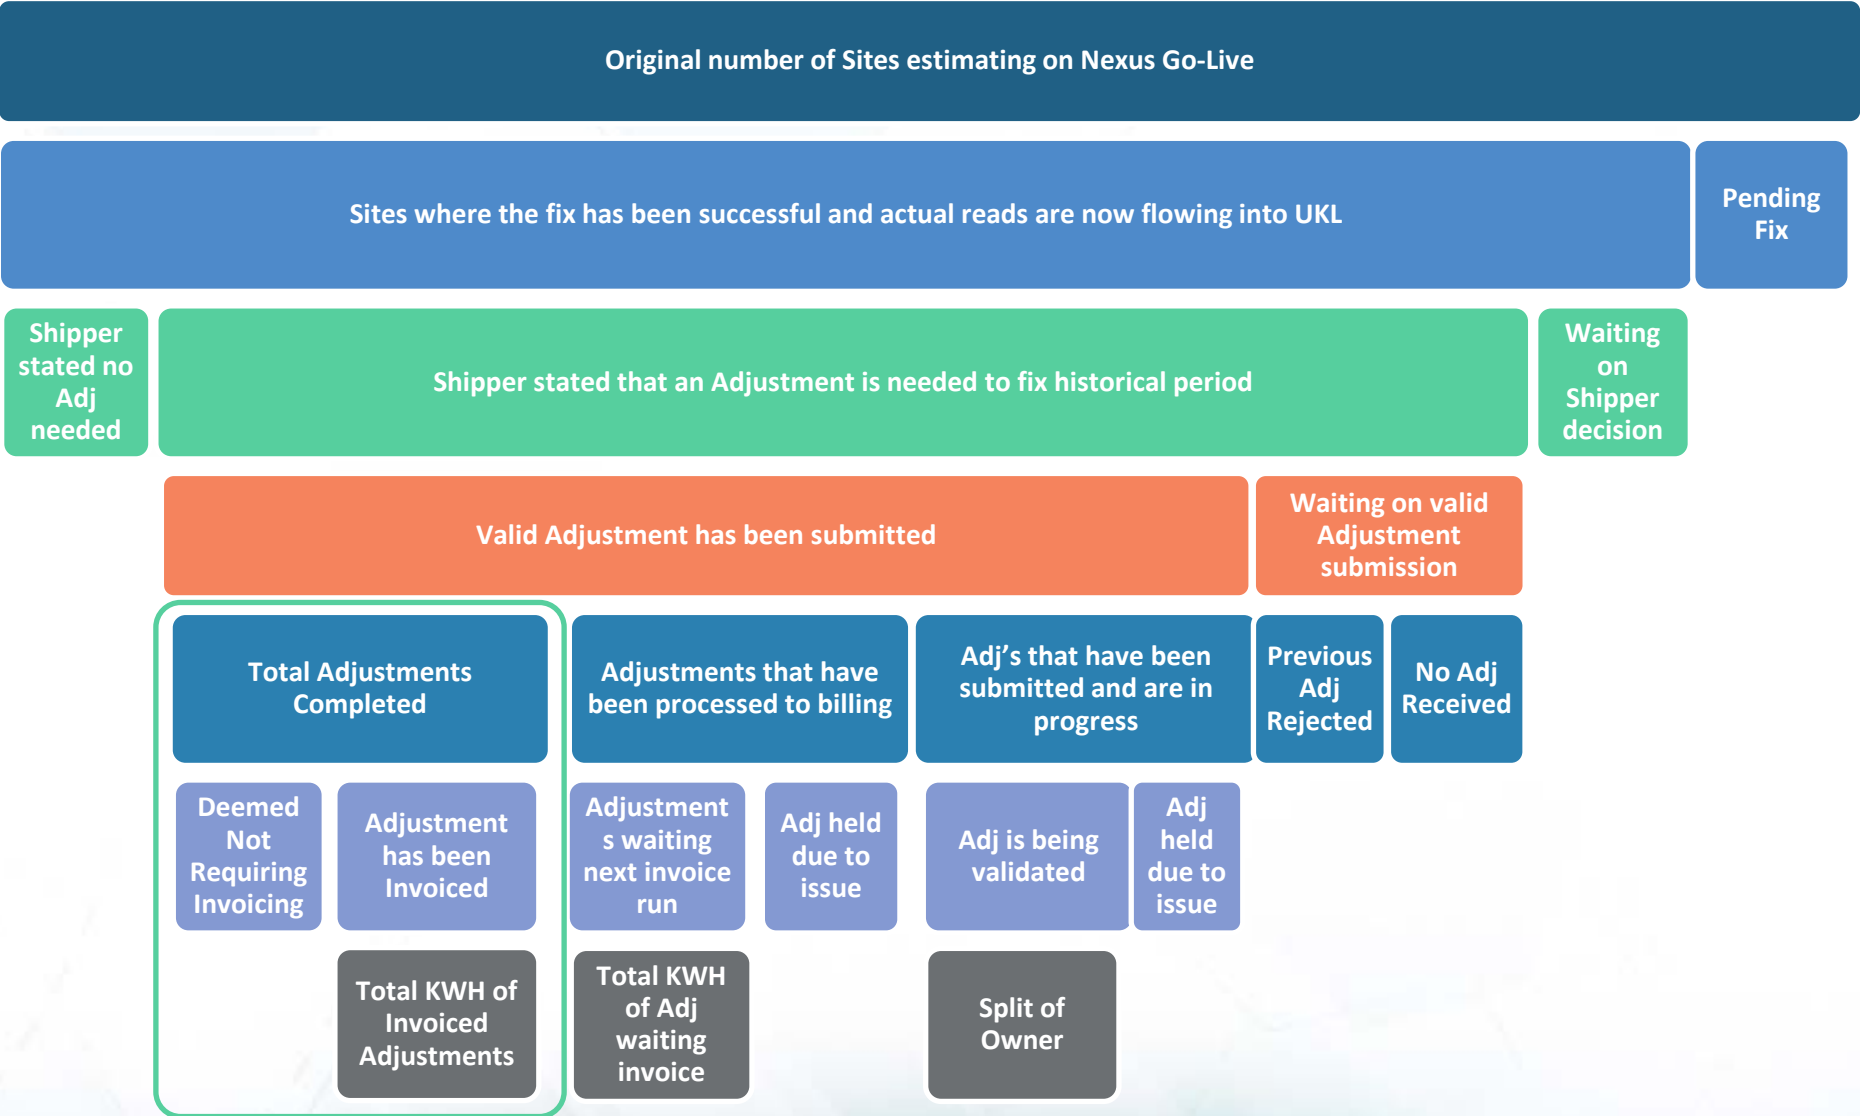 Original number of Sites estimating on Nexus Go-Live
Sites where the fix has been successful and actual reads are now flowing into UKL
Pending
Fix
Shipper
stated no
Adj
needed
Shipper stated that an Adjustment is needed to fix historical period
Waiting
on
Shipper
decision
Valid Adjustment has been submitted
Waiting on valid
Adjustment
submission
Total Adjustments
Completed
Adjustments that have
been processed to billing
Adj’s that have been
submitted and are in
progress
Previous
Adj
Rejected
No Adj
Received
Deemed
Not
Requiring
Invoicing
Adjustment
has been
Invoiced
Adjustment
s waiting
next invoice
run
Adj held
due to
issue
Adj is being
validated
Adj
held
due to
issue
Total KWH of
Invoiced
Adjustments
Total KWH
of Adj
waiting
invoice
Split of
Owner